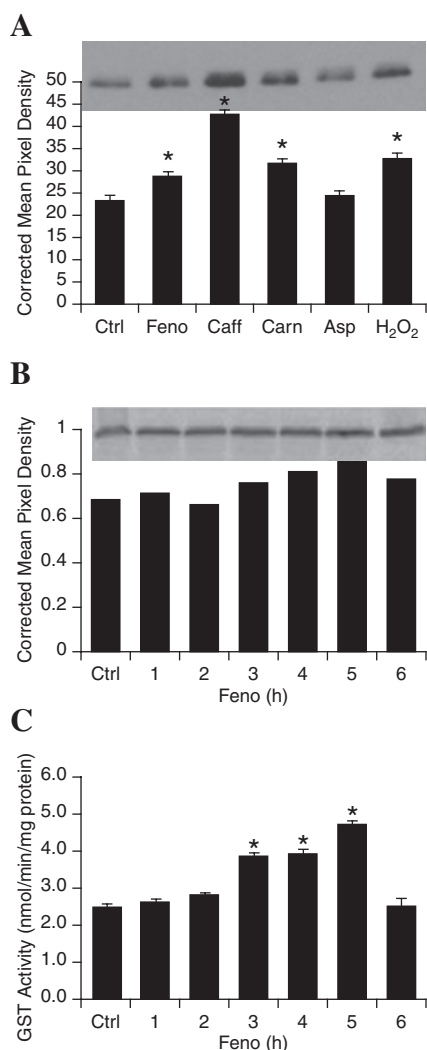 A
Corrected Mean Pixel Density
50
45
40
35
30
25
20
15
10
5
0
* * * *
Ctrl Feno Caff Carn Asp H₂O₂
B
Corrected Mean Pixel Density
1
0.8
0.6
0.4
0.2
0
Ctrl 1 2 3 4 5 6
Feno (h)
C
GST Activity (nmol/min/mg protein)
6.0
5.0
4.0
3.0
2.0
1.0
0.0
* * *
Ctrl 1 2 3 4 5 6
Feno (h)